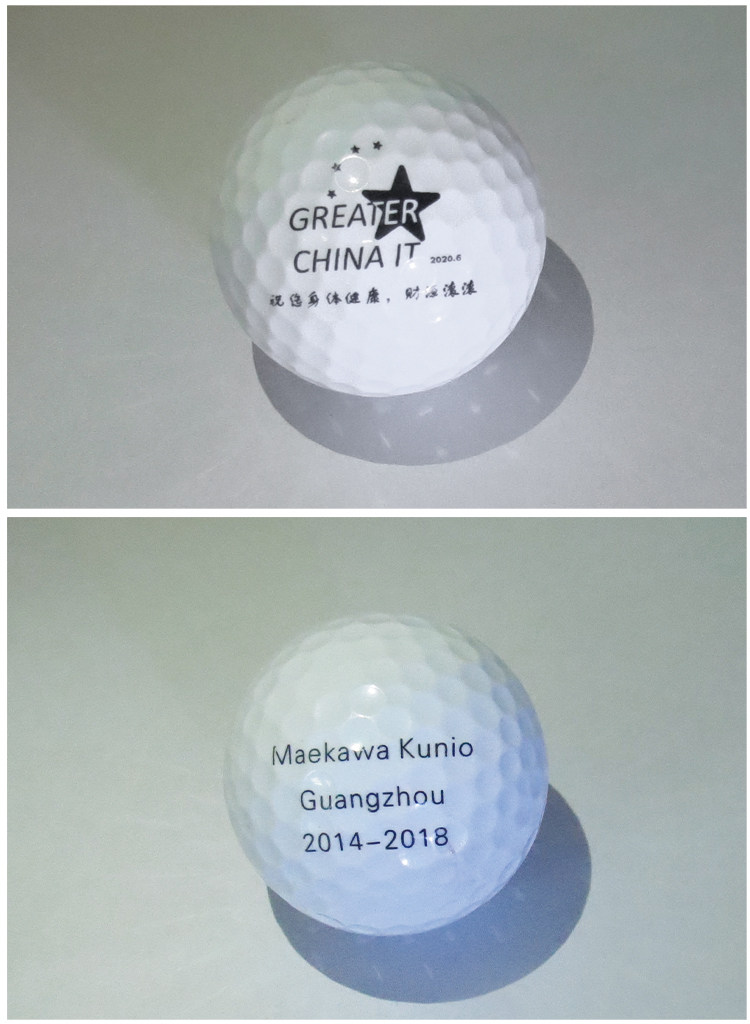 GREATER
CHINA IT 2020.6
祝您身体健康，财源滚滚
Maekawa Kunio
Guangzhou
2014-2018